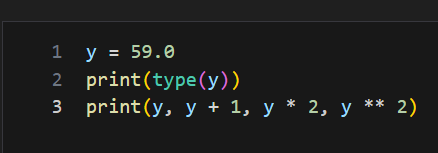 1 y = 59.0
2 print(type(y))
3 print(y, y + 1, y * 2, y ** 2)